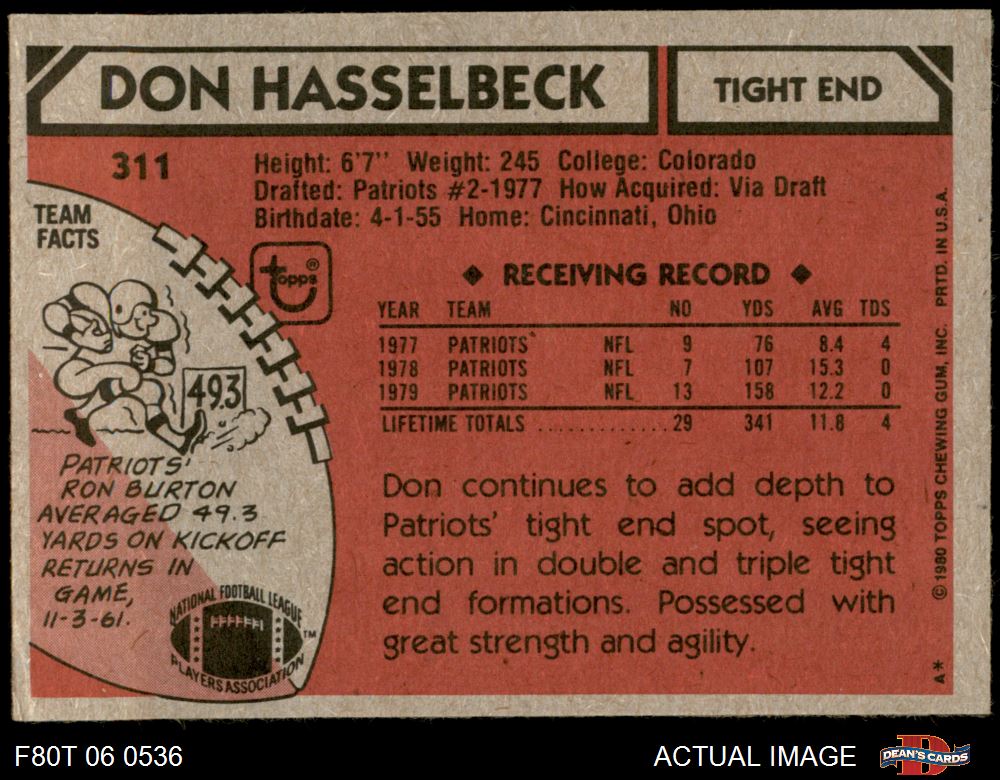 DON HASSELBECK
TIGHT END
311
Height: 6'7" Weight: 245 College: Colorado
Drafted: Patriots #2-1977 How Acquired: Via Draft
Birthdate: 4-1-55 Home: Cincinnati, Ohio
TEAM
FACTS
topps®
◆ RECEIVING RECORD ◆
YEAR TEAM NO YDS AVG TDS
1977 PATRIOTS NFL 9 76 8.4 4
1978 PATRIOTS NFL 7 107 15.3 0
1979 PATRIOTS NFL 13 158 12.2 0
LIFETIME TOTALS .............29 341 11.8 4
49.3
PATRIOTS'
RON BURTON
AVERAGED 49.3
YARDS ON KICKOFF
RETURNS IN
GAME,
11-3-61.
NATIONAL FOOTBALL LEAGUE
PLAYERS ASSOCIATION
TM
Don continues to add depth to
Patriots' tight end spot, seeing
action in double and triple tight
end formations. Possessed with
great strength and agility.
A* ©1980 TOPPS CHEWING GUM, INC. PRTD. IN U.S.A.
F80T 06 0536
ACTUAL IMAGE
DEAN'S CARDS